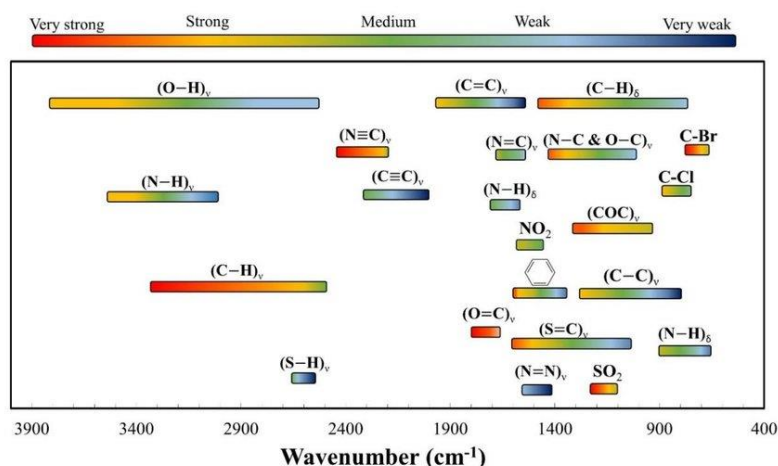 Very strong Strong Medium Weak Very weak
(O−H)ᵥ (C=C)ᵥ (C−H)δ
(N≡C)ᵥ (N=C)ᵥ (N−C & O−C)ᵥ C-Br
(N−H)ᵥ (C≡C)ᵥ (N−H)δ C-Cl
NO₂ (COC)ᵥ
(C−H)ᵥ (C−C)ᵥ
(O=C)ᵥ (S=C)ᵥ (N−H)δ
(S−H)ᵥ (N=N)ᵥ SO₂
3900 3400 2900 2400 1900 1400 900 400
Wavenumber (cm⁻¹)